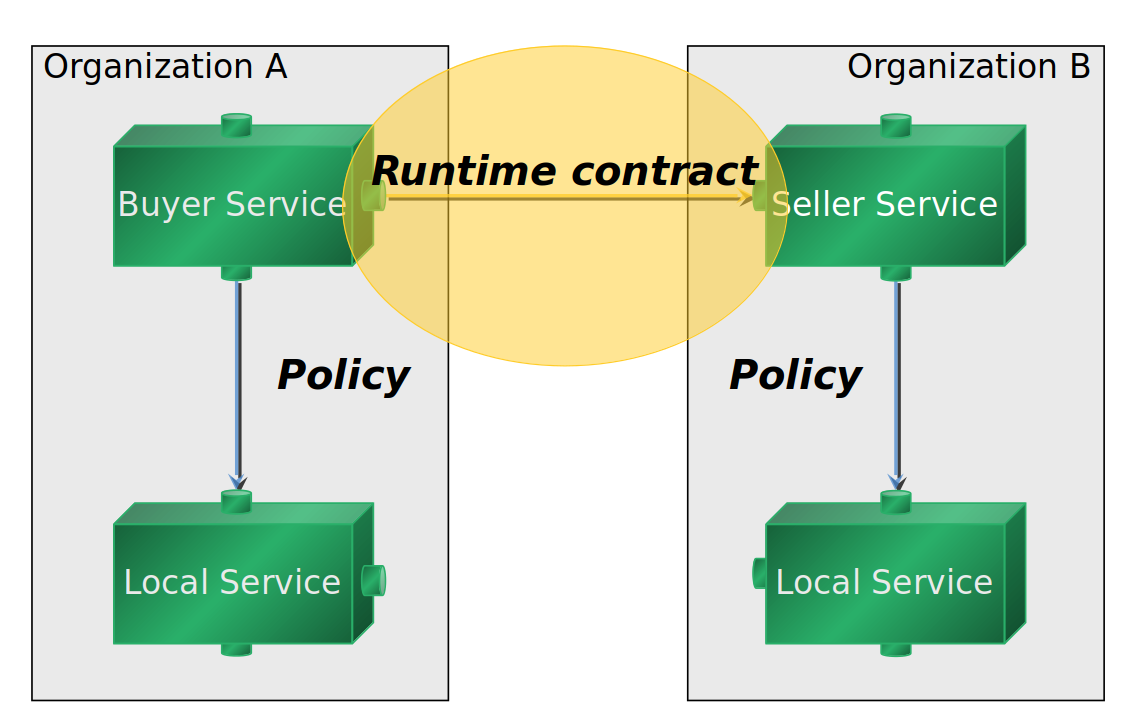 Organization A
Organization B
Runtime contract
Buyer Service
Seller Service
Policy
Policy
Local Service
Local Service